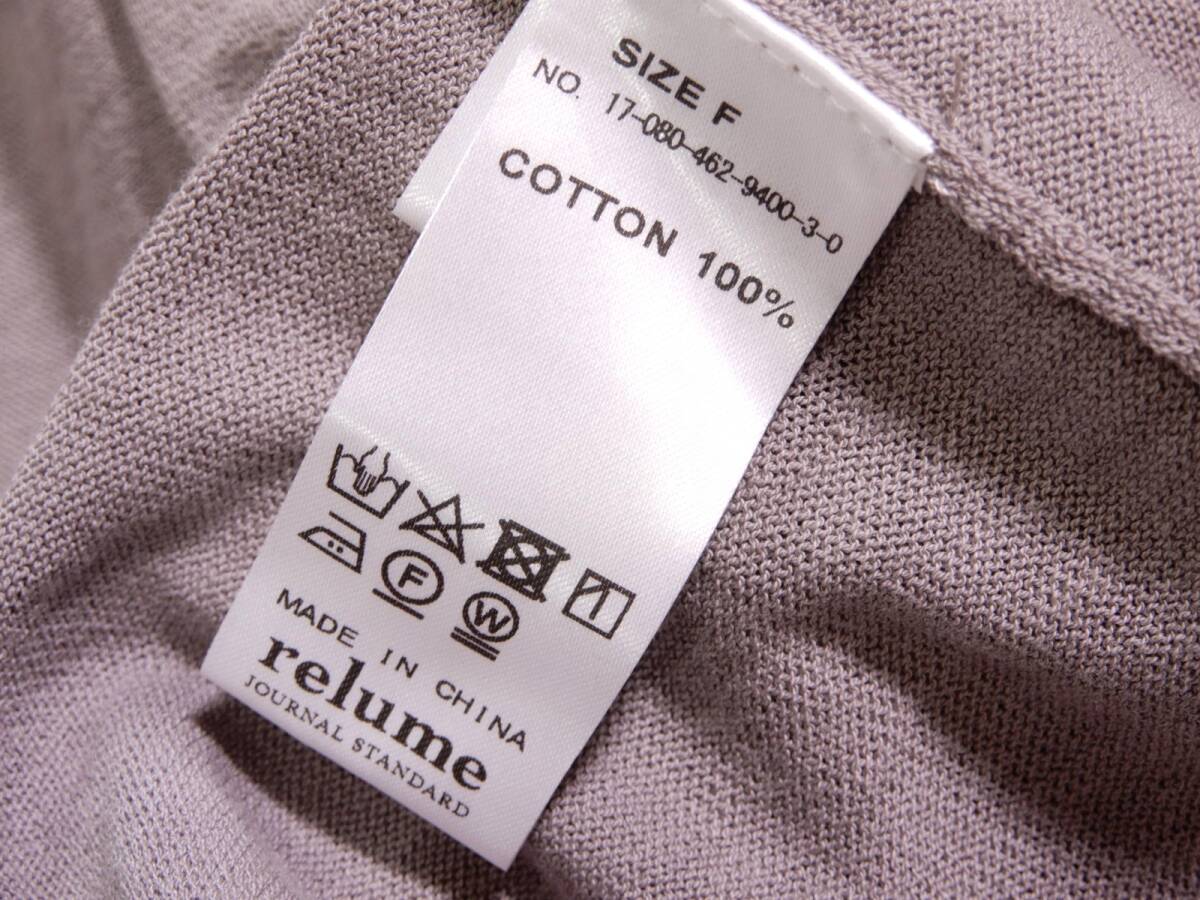 SIZE F
NO. 17-080-462-9400-3-0
COTTON 100%
F
W
MADE IN CHINA
relume
JOURNAL STANDARD